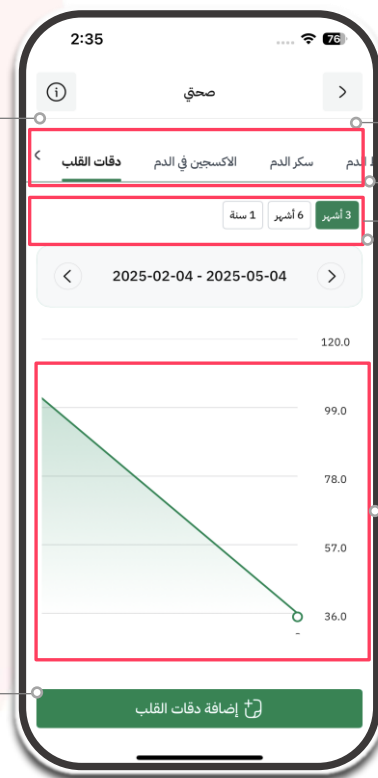 2:35
76
صحتي
الدم
سكر الدم
الاكسجين في الدم
دقات القلب
3 أشهر
6 أشهر
1 سنة
2025-02-04 - 2025-05-04
120.0
99.0
78.0
57.0
36.0
-
إضافة دقات القلب